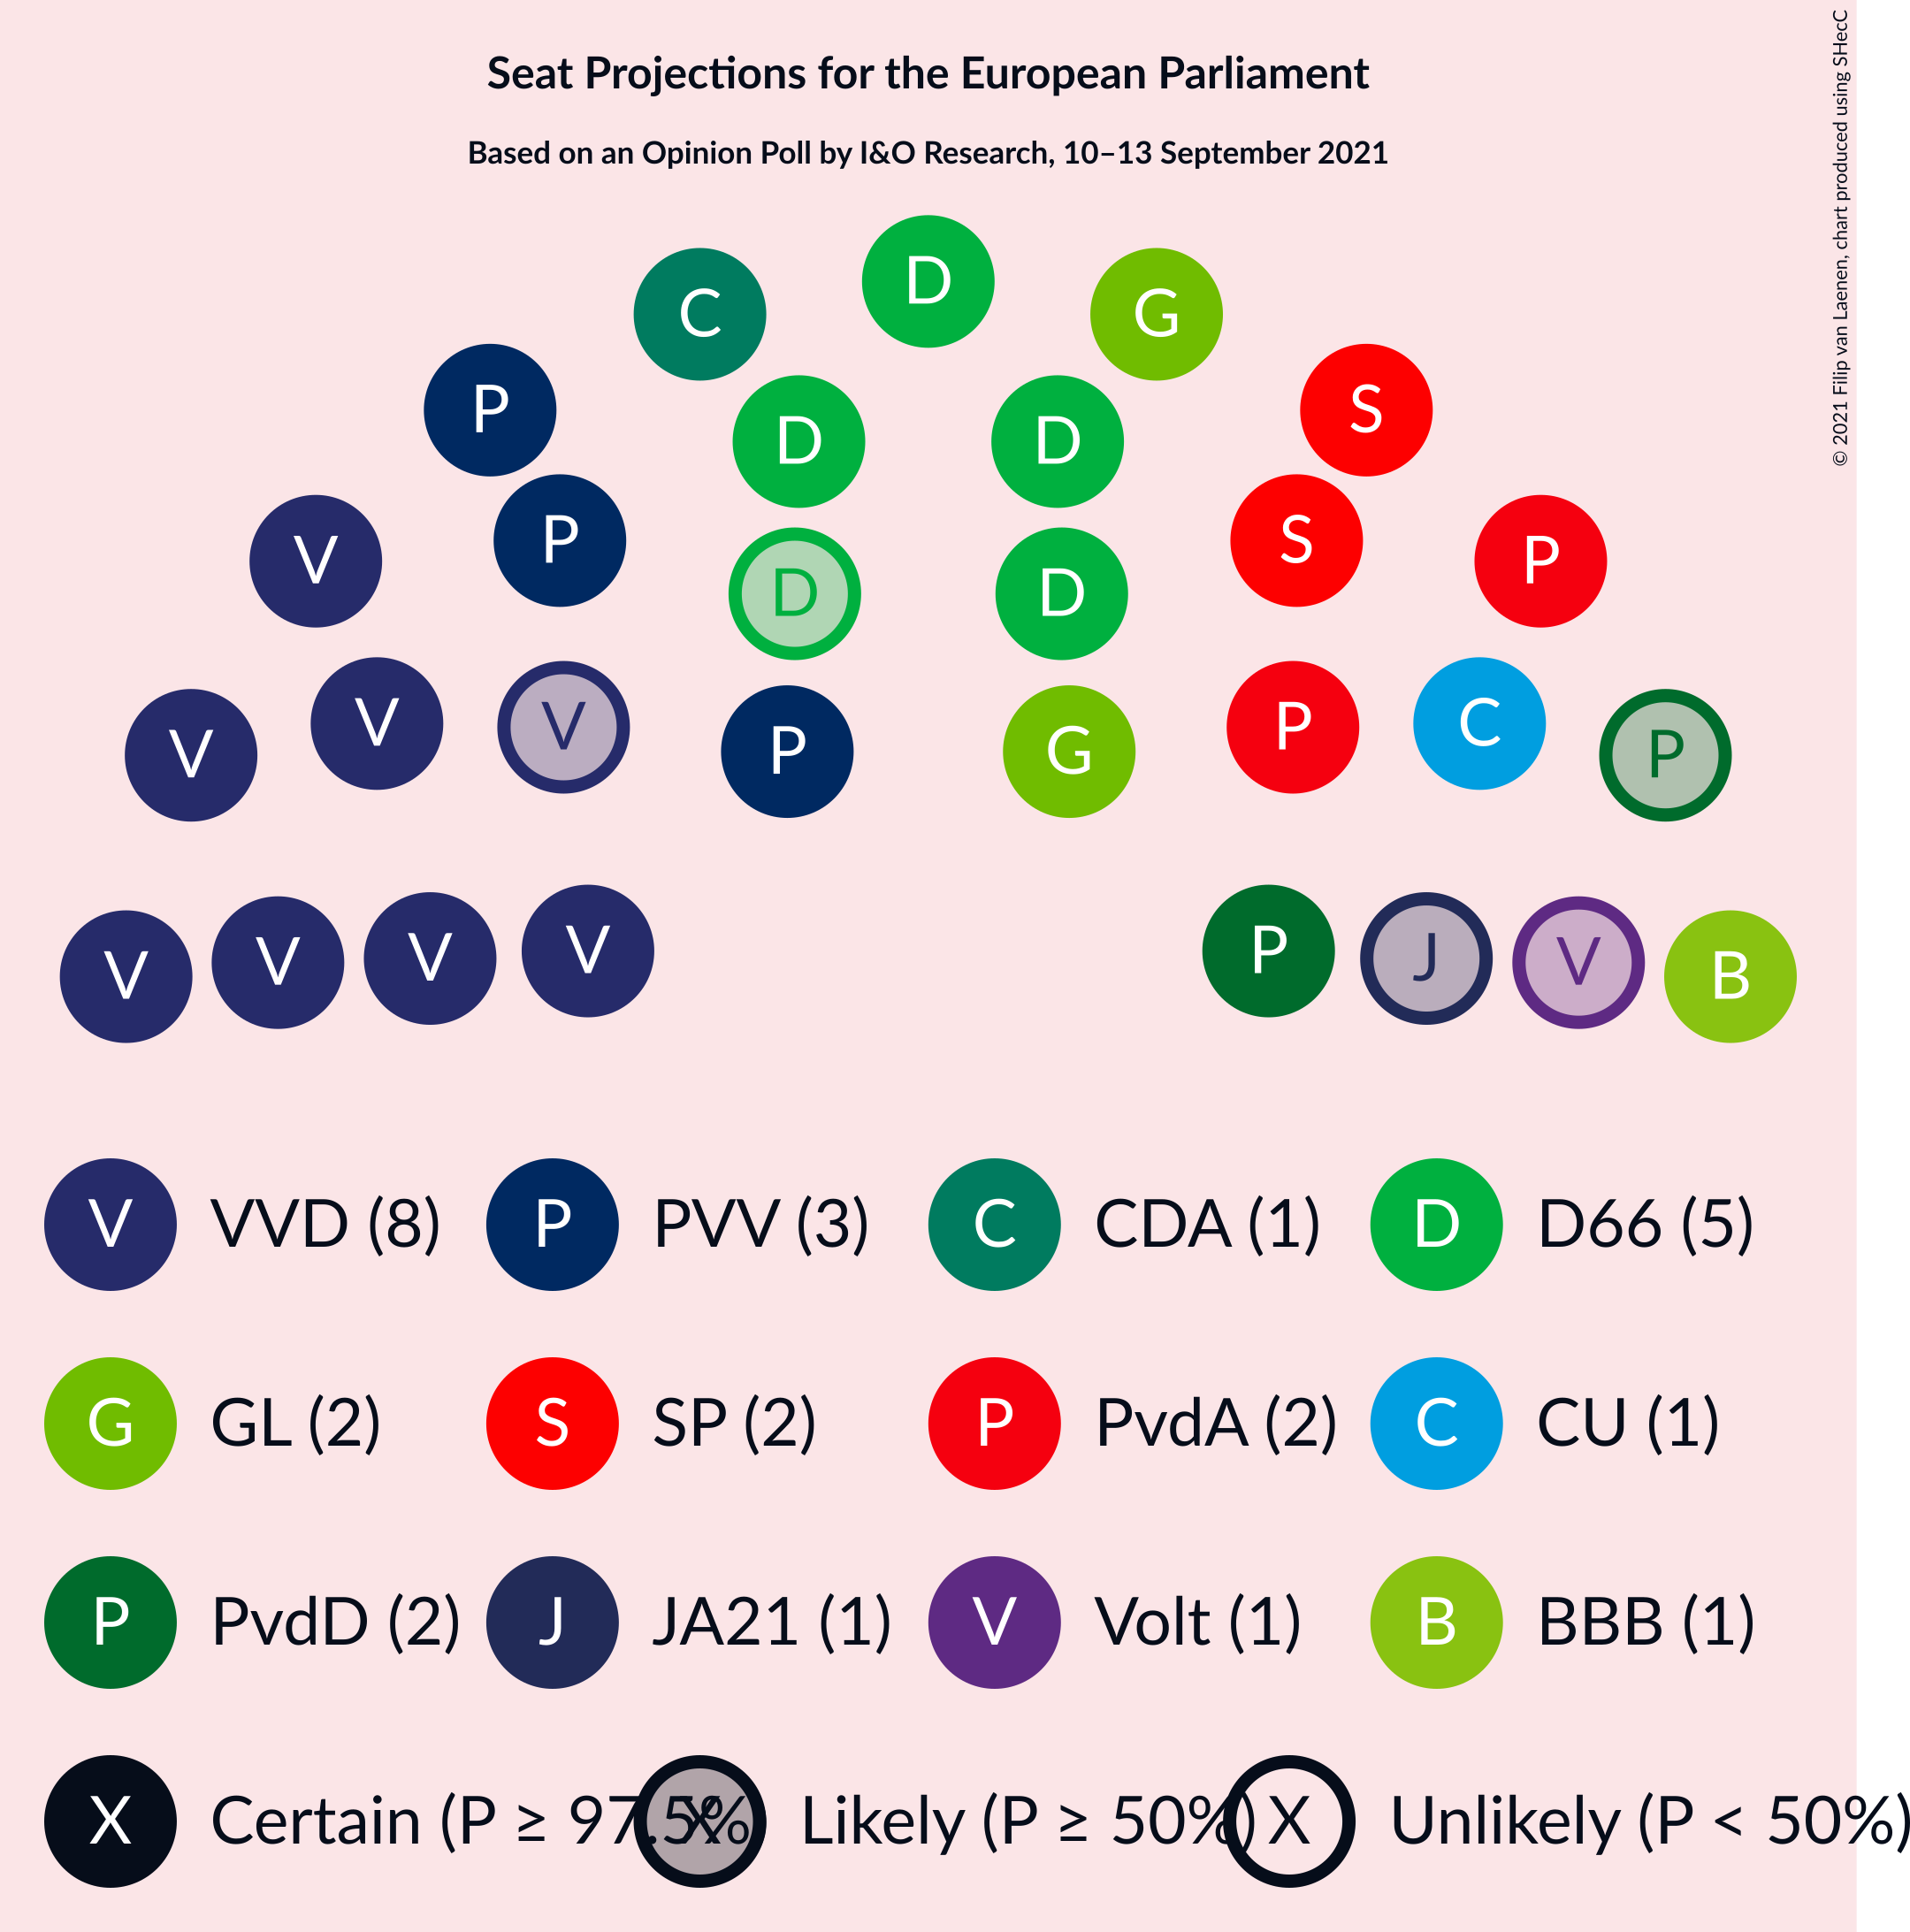 Seat Projections for the European Parliament
Based on an Opinion Poll by I&O Research, 10–13 September 2021
© 2021 Filip van Laenen, chart produced using SHecC
D
C G
P S
D D
P S
V P
D D
V P
V C
V P
P G
V P
V V
V J
V V
V B
V VVD (8) P PVV (3) C CDA (1) D D66 (5)
G GL (2) S SP (2) P PvdA (2) C CU (1)
P PvdD (2) J JA21 (1) V Volt (1) B BBB (1)
X Certain (P ≥ 97.5% X Likely (P ≥ 50%) X Unlikely (P < 50%)